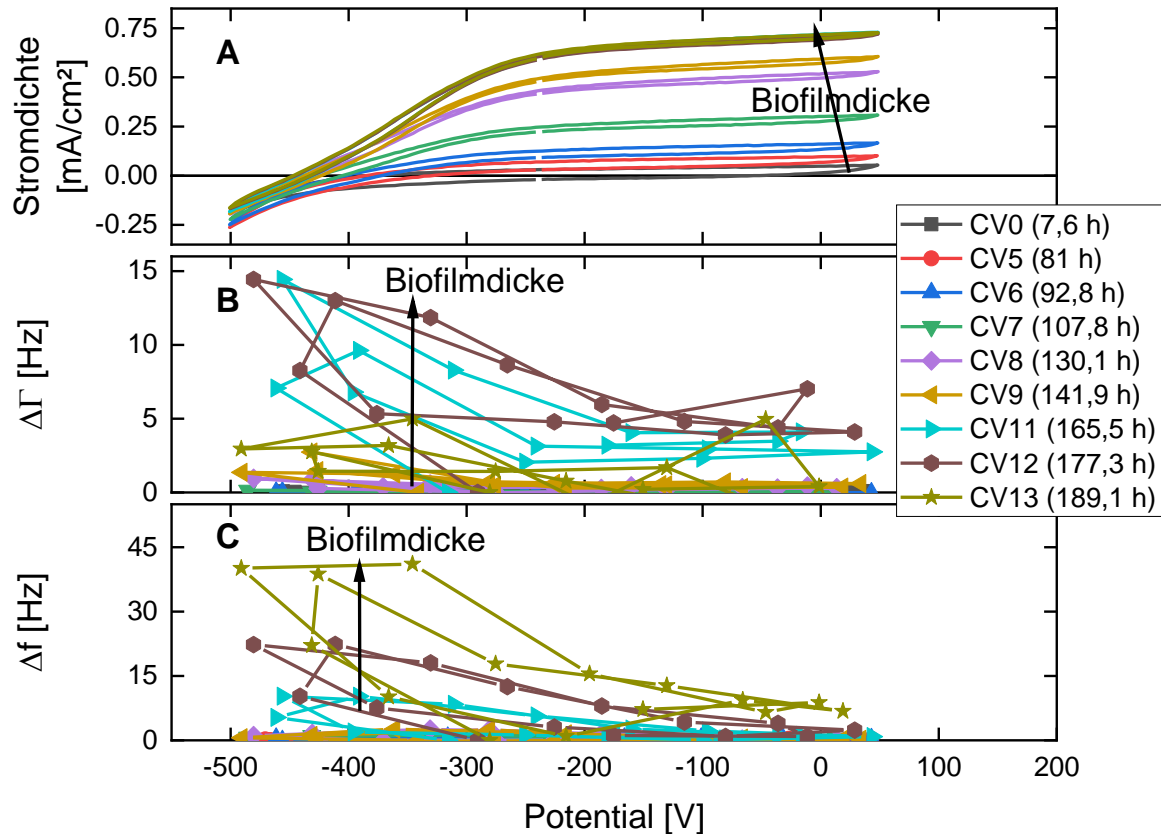 0.75
0.50
0.25
0.00
-0.25
A
Biofilmdicke
Stromdichte
[mA/cm²]
CV0 (7,6 h)
CV5 (81 h)
CV6 (92,8 h)
CV7 (107,8 h)
CV8 (130,1 h)
CV9 (141,9 h)
CV11 (165,5 h)
CV12 (177,3 h)
CV13 (189,1 h)
15
10
5
0
B
Biofilmdicke
ΔΓ [Hz]
45
30
15
0
C
Biofilmdicke
Δf [Hz]
-500 -400 -300 -200 -100 0 100 200
Potential [V]